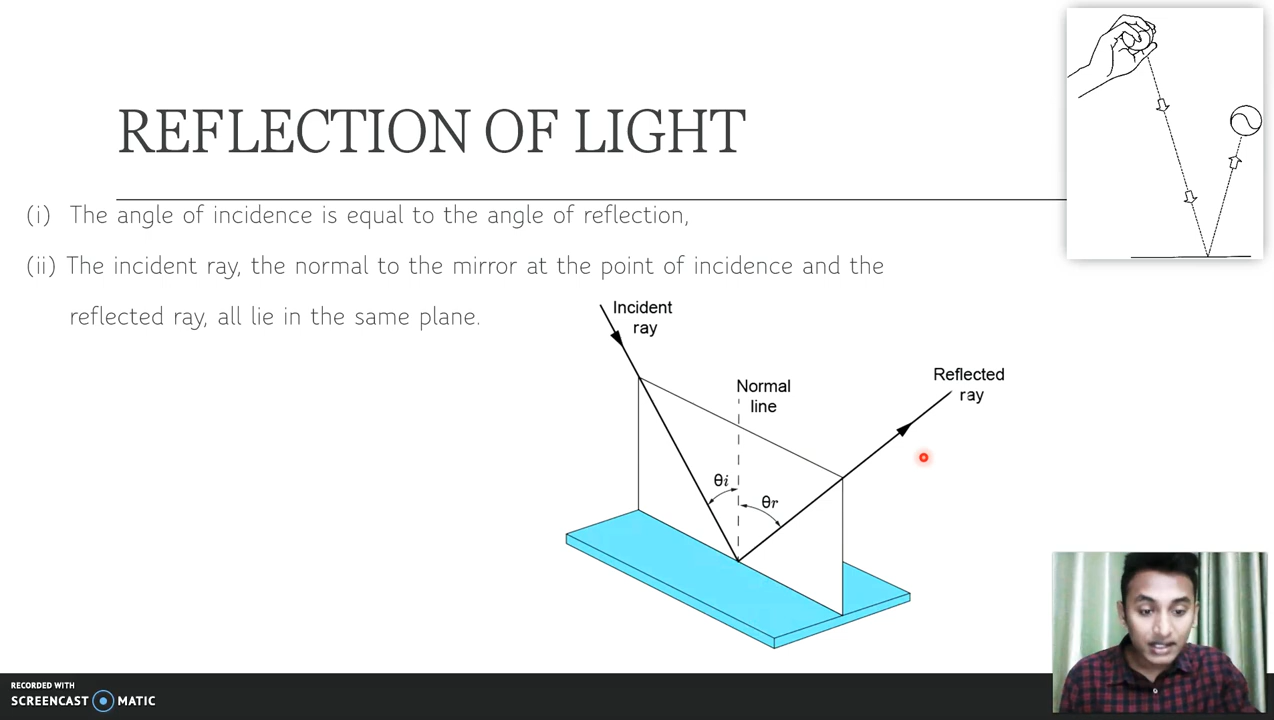 REFLECTION OF LIGHT
(i) The angle of incidence is equal to the angle of reflection,
(ii) The incident ray, the normal to the mirror at the point of incidence and the
reflected ray, all lie in the same plane.
Incident
ray
Normal
line
Reflected
ray
θi
θr
RECORDED WITH
SCREENCAST MATIC